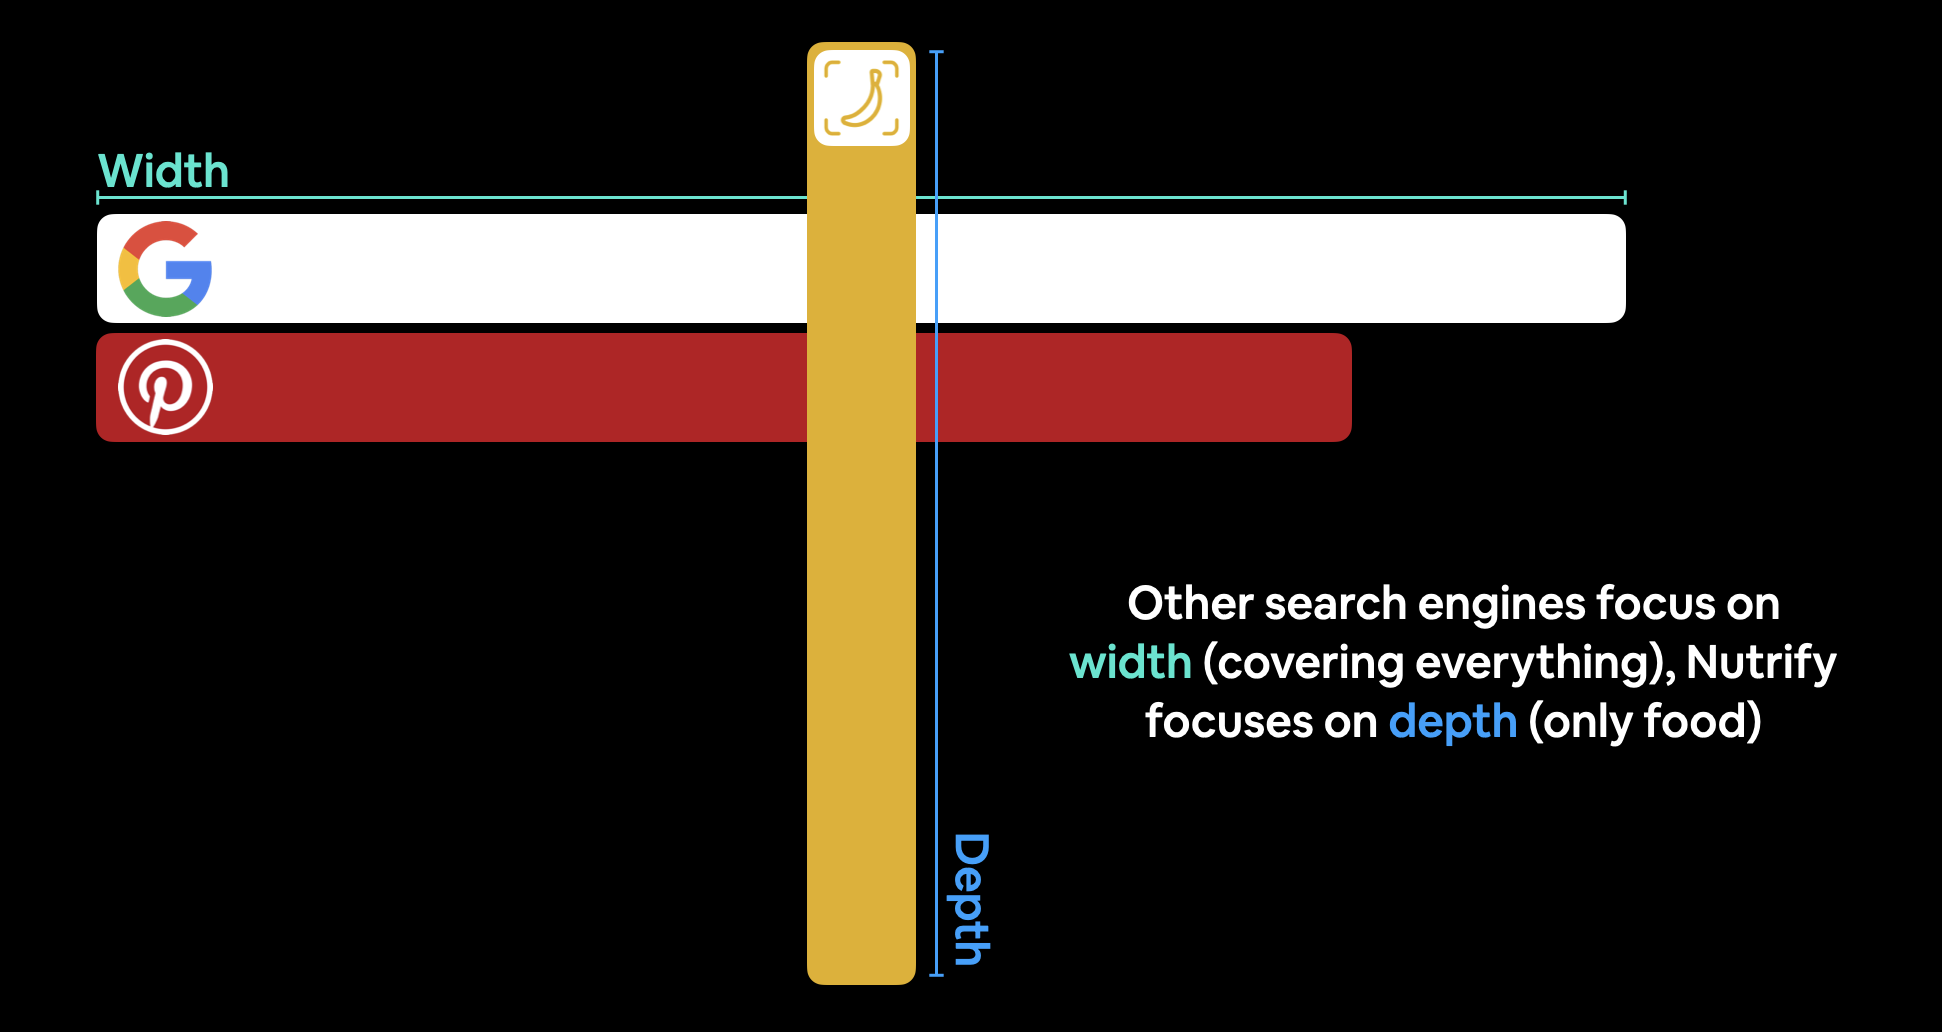 Width
Other search engines focus on
width (covering everything), Nutrify
focuses on depth (only food)
Depth